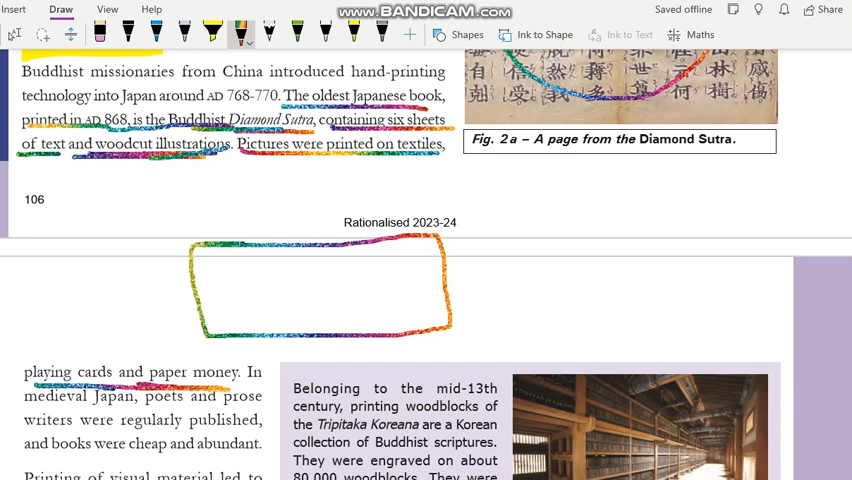 Insert Draw View Help
www.BANDICAM.com
Saved offline
Share
Shapes
Ink to Shape
Ink to Text
Maths
Buddhist missionaries from China introduced hand-printing
technology into Japan around AD 768-770. The oldest Japanese book,
printed in AD 868, is the Buddhist Diamond Sutra, containing six sheets
of text and woodcut illustrations. Pictures were printed on textiles,
Fig. 2a – A page from the Diamond Sutra.
106
Rationalised 2023-24
playing cards and paper money. In
medieval Japan, poets and prose
writers were regularly published,
and books were cheap and abundant.
Printing of visual material led to
Belonging to the mid-13th
century, printing woodblocks of
the Tripitaka Koreana are a Korean
collection of Buddhist scriptures.
They were engraved on about
80,000 woodblocks. They were